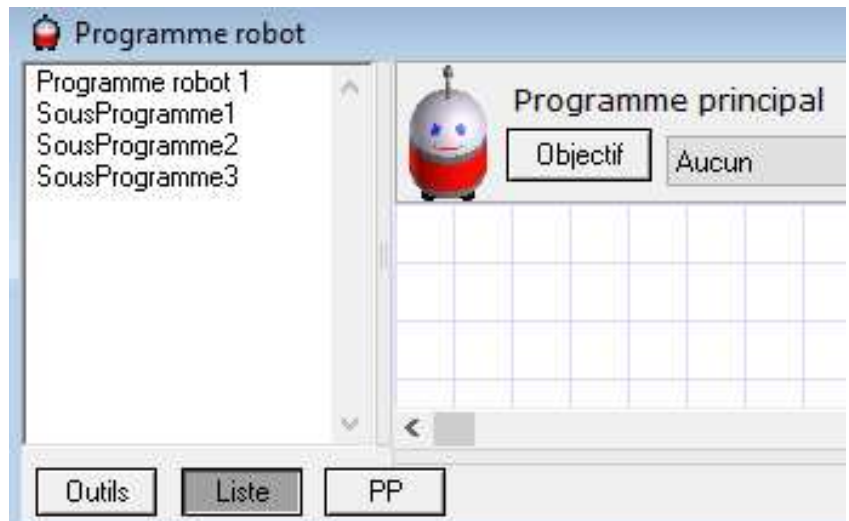 Programme robot
Programme robot 1
SousProgramme1
SousProgramme2
SousProgramme3
Programme principal
Objectif
Aucun
Outils
Liste
PP